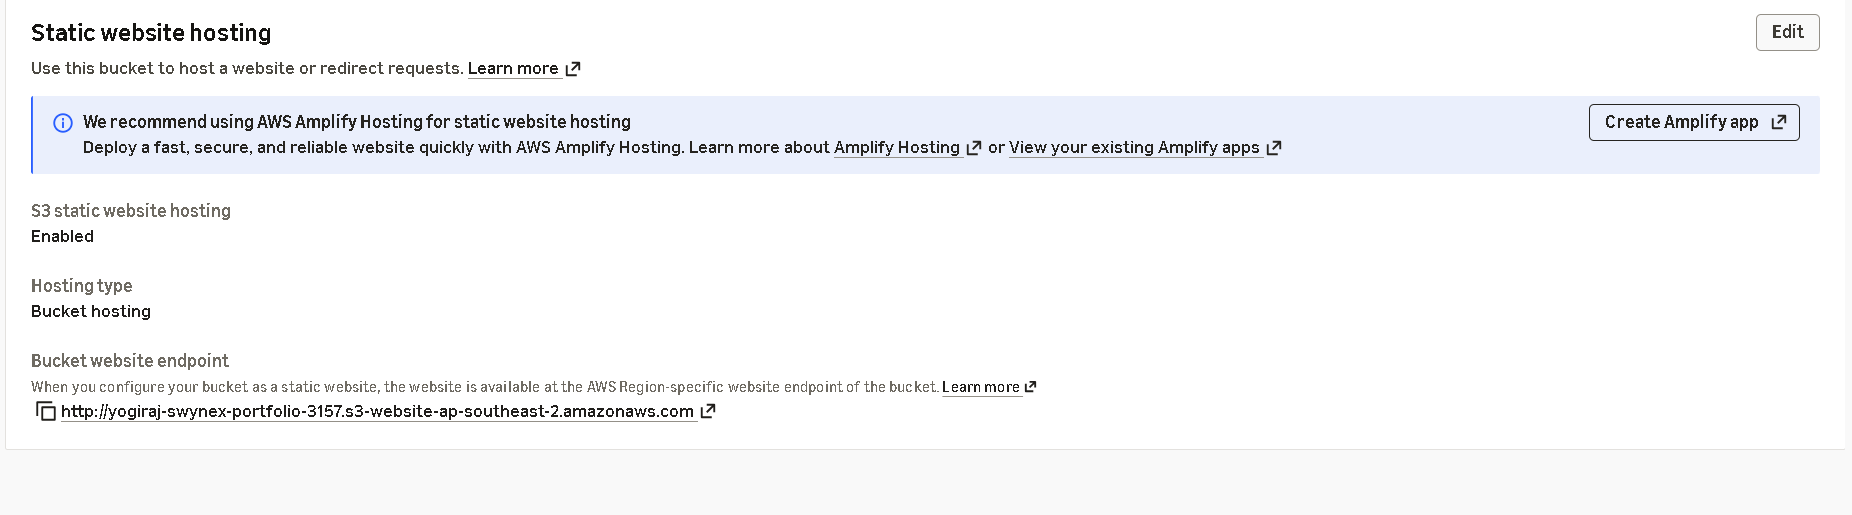 Static website hosting
Edit
Use this bucket to host a website or redirect requests. Learn more
We recommend using AWS Amplify Hosting for static website hosting
Create Amplify app
Deploy a fast, secure, and reliable website quickly with AWS Amplify Hosting. Learn more about Amplify Hosting or View your existing Amplify apps
S3 static website hosting
Enabled
Hosting type
Bucket hosting
Bucket website endpoint
When you configure your bucket as a static website, the website is available at the AWS Region-specific website endpoint of the bucket. Learn more
http://yogiraj-swynex-portfolio-3157.s3-website-ap-southeast-2.amazonaws.com